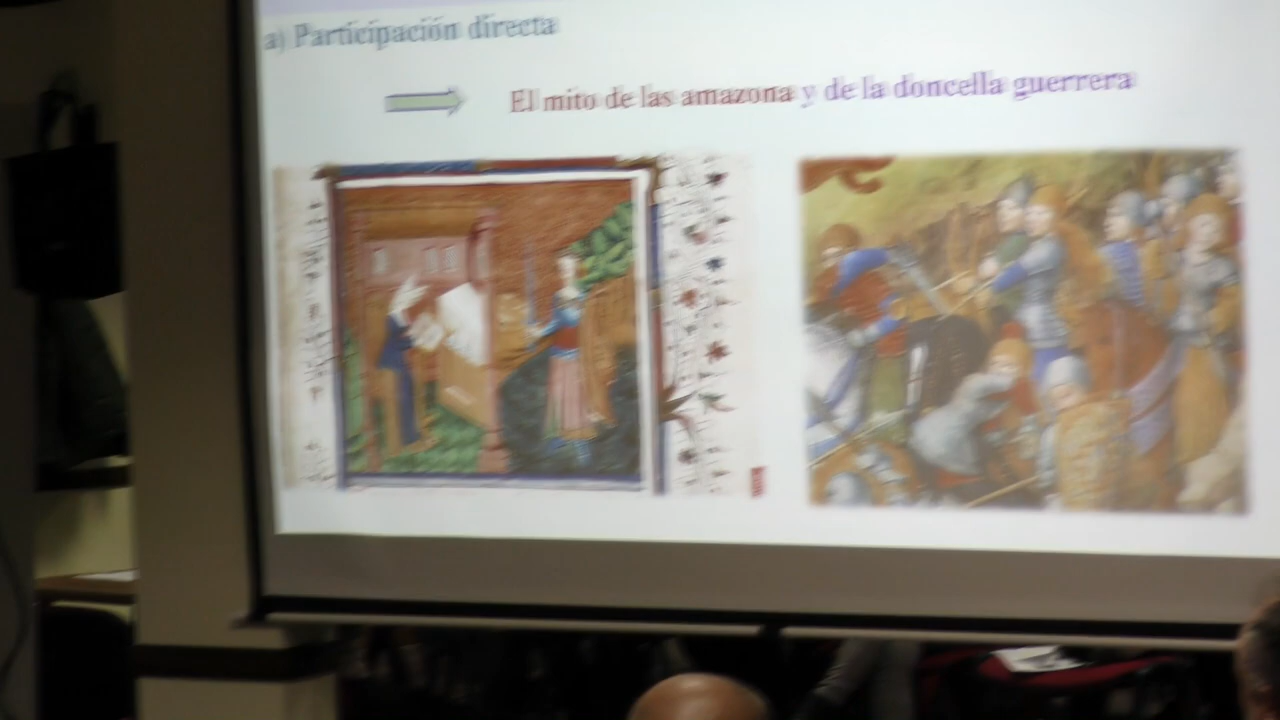 a) Participación directa
El mito de las amazona y de la doncella guerrera